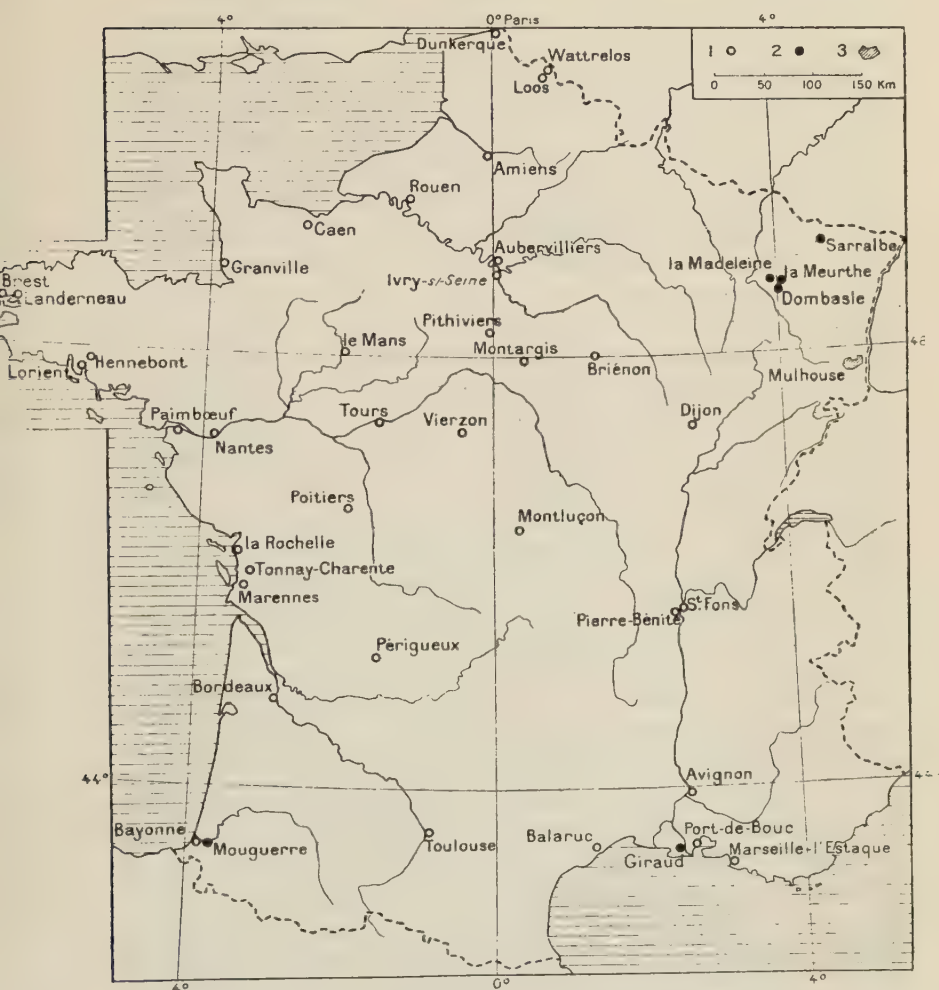 4°
0° Paris
4°
Dunkerque
Wattrelos
Loos
1
2
3
0 50 100 150 Km
Amiens
Rouen
Caen
Aubervilliers
Sarralbe
Granville
la Madeleine
la Meurthe
Ivry-s/-Seine
Brest
Landerneau
Dombasle
Pithiviers
le Mans
Montargis
48
Hennebont
Lorient
Briénon
Mulhouse
Paimbœuf
Tours
Vierzon
Dijon
Nantes
Poitiers
Montluçon
la Rochelle
Tonnay-Charente
Marennes
St Fons
Pierre-Bénite
Périgueux
Bordeaux
44°
44°
Avignon
Bayonne
Mouguerre
Toulouse
Balaruc
Port-de-Bouc
Giraud
Marseille-l'Estaque
4°
0°
4°